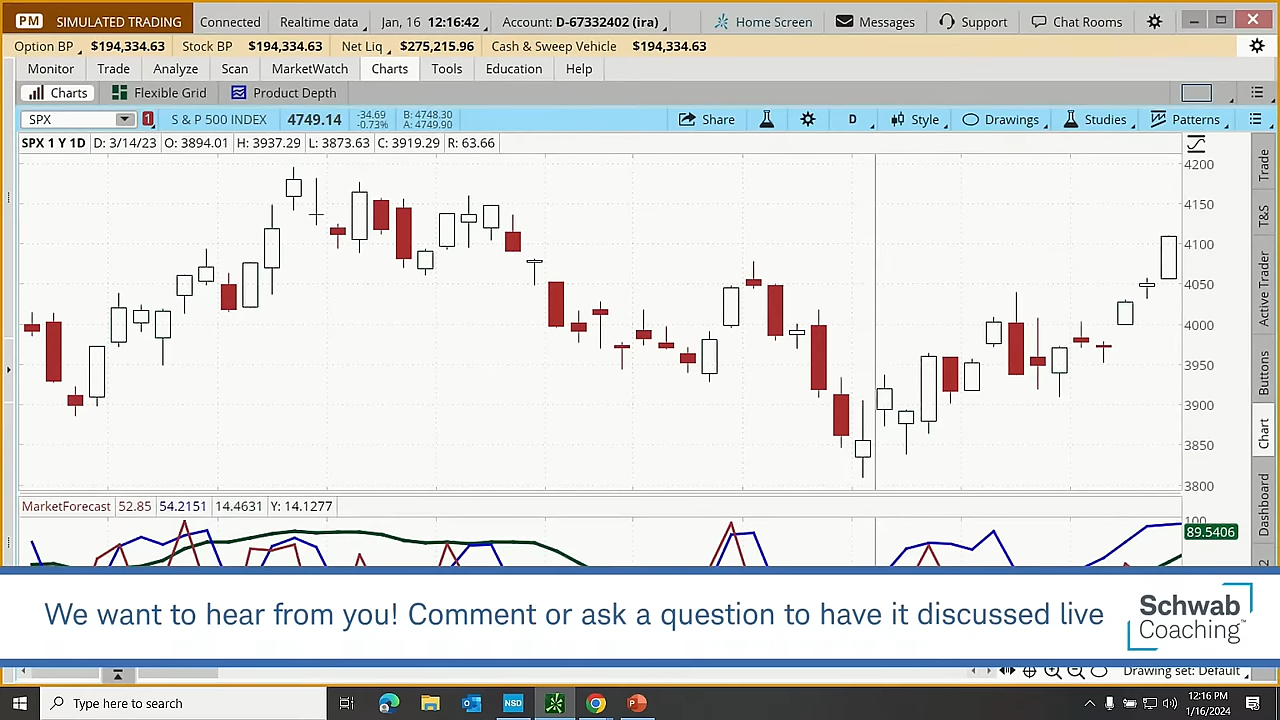 PM SIMULATED TRADING Connected Realtime data Jan, 16 12:16:42 Account: D-67332402 (ira) Home Screen Messages Support Chat Rooms
Option BP $194,334.63 Stock BP $194,334.63 Net Liq $275,215.96 Cash & Sweep Vehicle $194,334.63
Monitor Trade Analyze Scan MarketWatch Charts Tools Education Help
Charts Flexible Grid Product Depth
SPX 1 S & P 500 INDEX 4749.14 -34.69 B: 4748.30 Share D Style Drawings Studies Patterns
-0.73% A: 4749.90
SPX 1 Y 1D D: 3/14/23 O: 3894.01 H: 3937.29 L: 3873.63 C: 3919.29 R: 63.66
4200
4150
4100
4050
4000
3950
3900
3850
3800
Trade
T&S
Active Trader
Buttons
Chart
Dashboard
MarketForecast 52.85 54.2151 14.4631 Y: 14.1277
100
89.5406
We want to hear from you! Comment or ask a question to have it discussed live
Schwab
Coaching™
Drawing set: Default
Type here to search
NSD
12:16 PM
1/16/2024